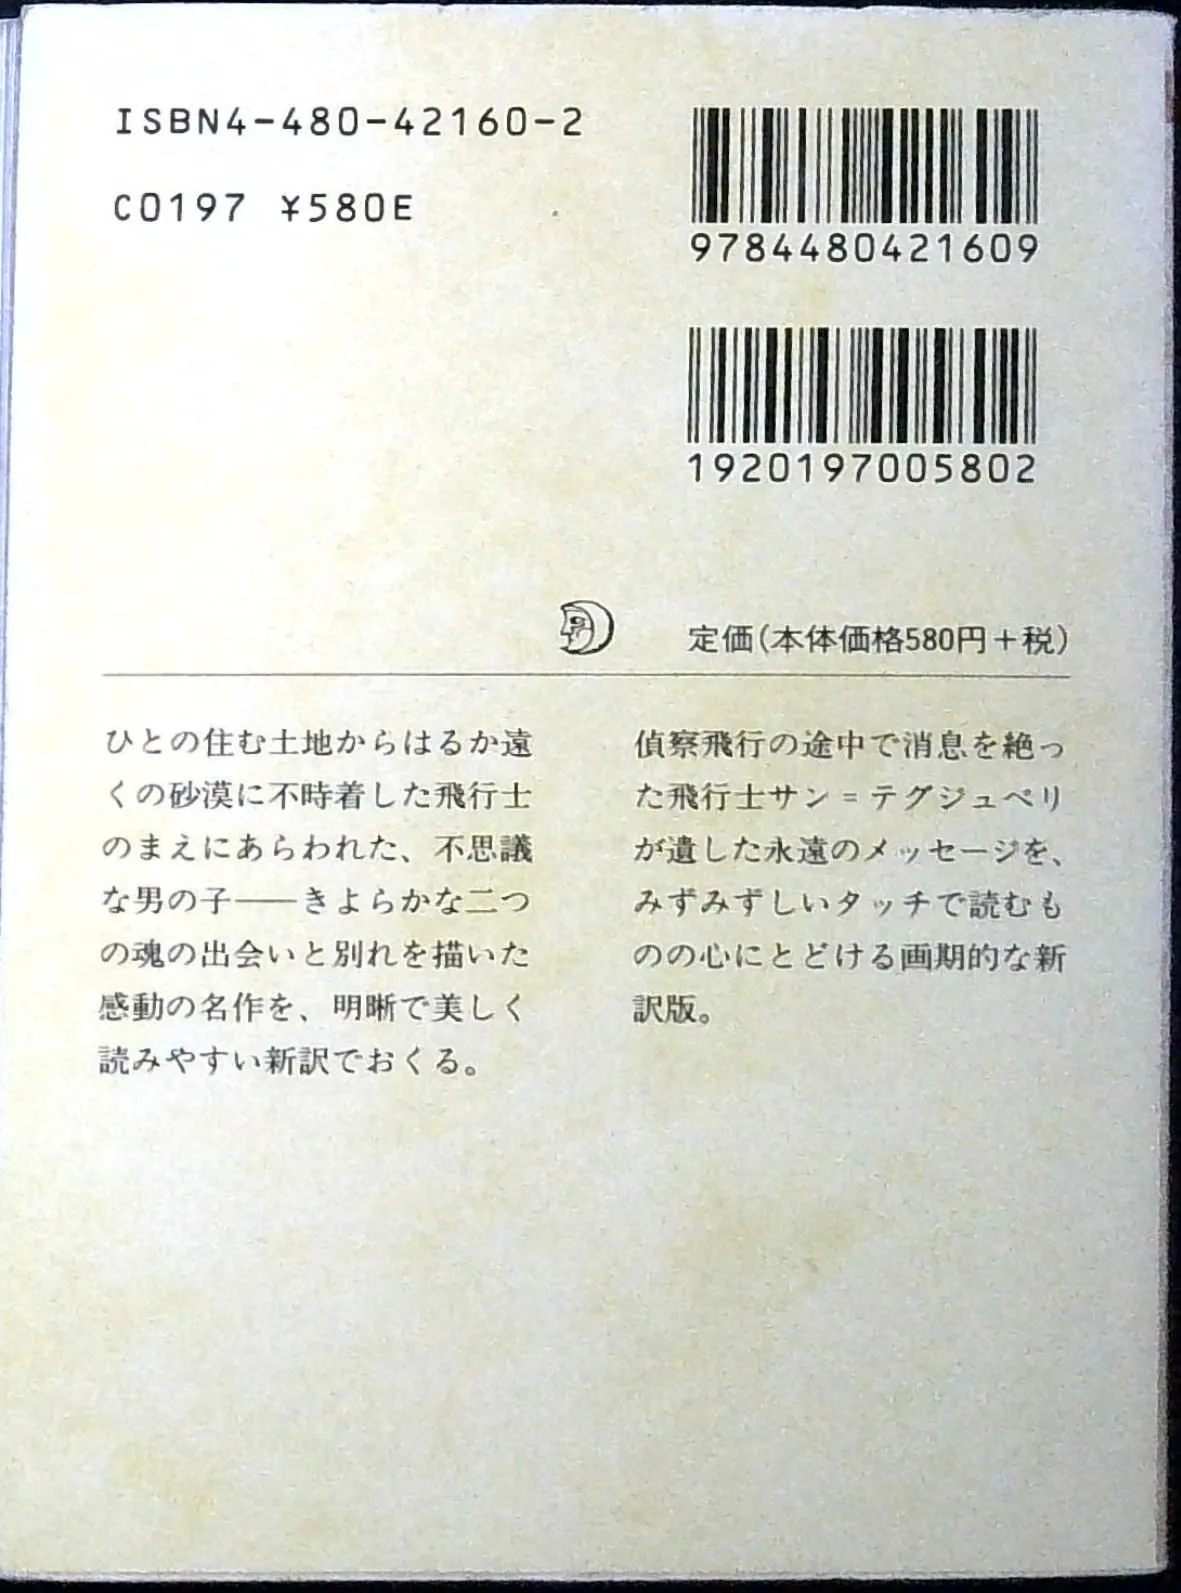 ISBN4-480-42160-2
C0197 ¥580E
9784480421609
1920197005802
定価(本体価格580円+税)
ひとの住む土地からはるか遠
くの砂漠に不時着した飛行士
のまえにあらわれた、不思議
な男の子——きよらかな二つ
の魂の出会いと別れを描いた
感動の名作を、明晰で美しく
読みやすい新訳でおくる。
偵察飛行の途中で消息を絶っ
た飛行士サン=テグジュペリ
が遺した永遠のメッセージを、
みずみずしいタッチで読むも
のの心にとどける画期的な新
訳版。